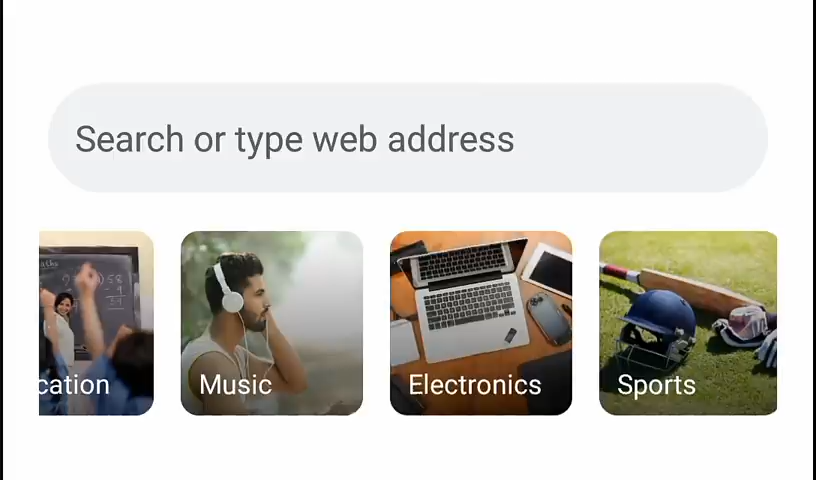 Search or type web address
cation
Music
Electronics
Sports